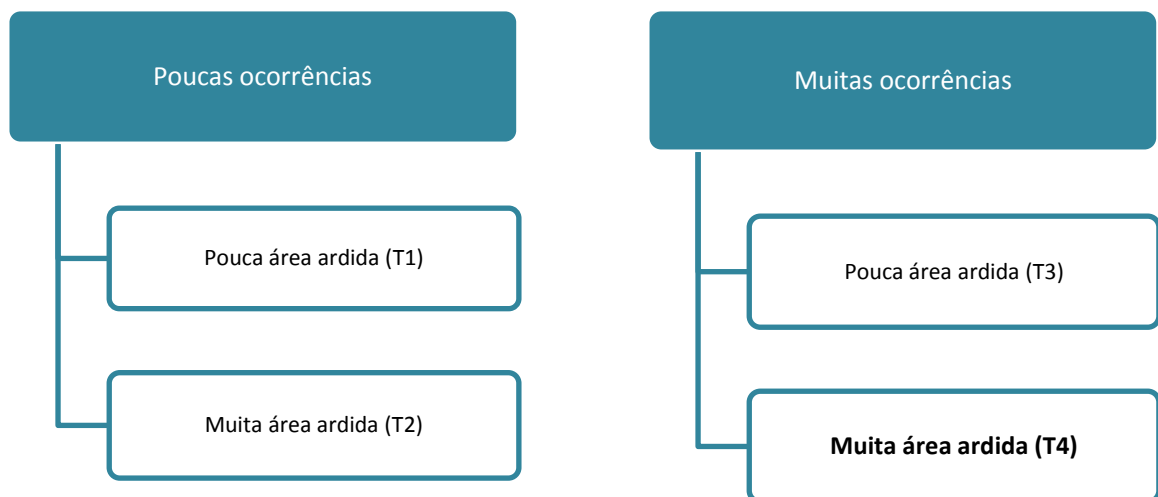 Poucas ocorrências
Pouca área ardida (T1)
Muita área ardida (T2)
Muitas ocorrências
Pouca área ardida (T3)
Muita área ardida (T4)